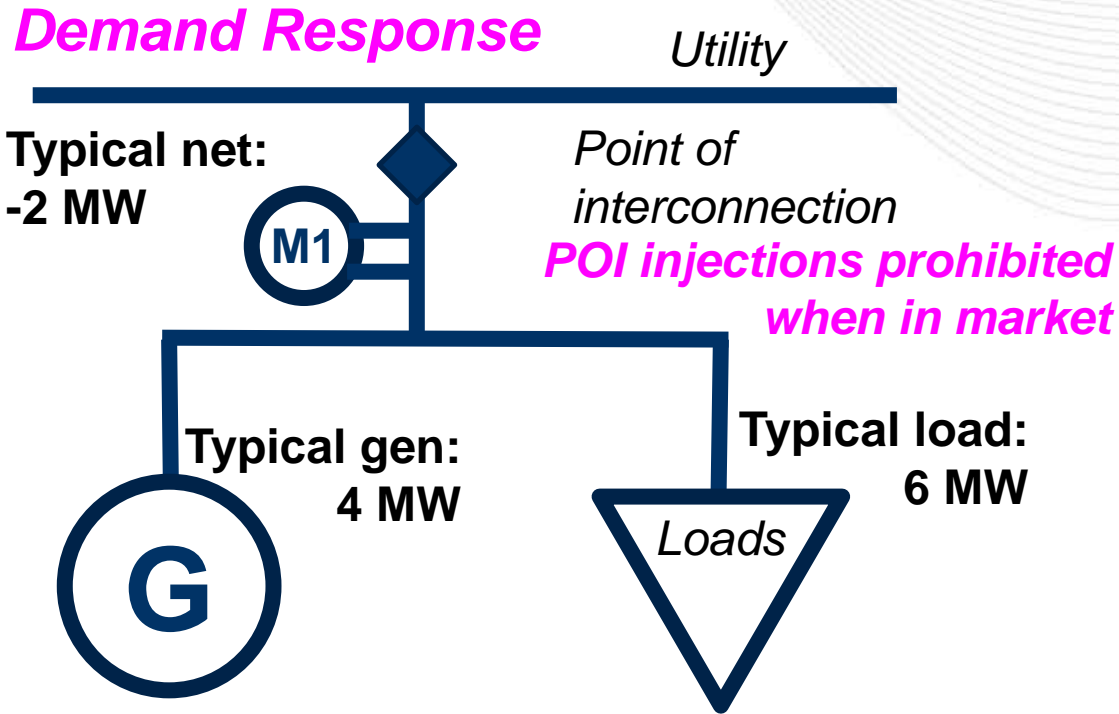 Demand Response
Utility
Typical net:
-2 MW
Point of
interconnection
M1
POI injections prohibited
when in market
Typical gen:
4 MW
Typical load:
6 MW
G
Loads